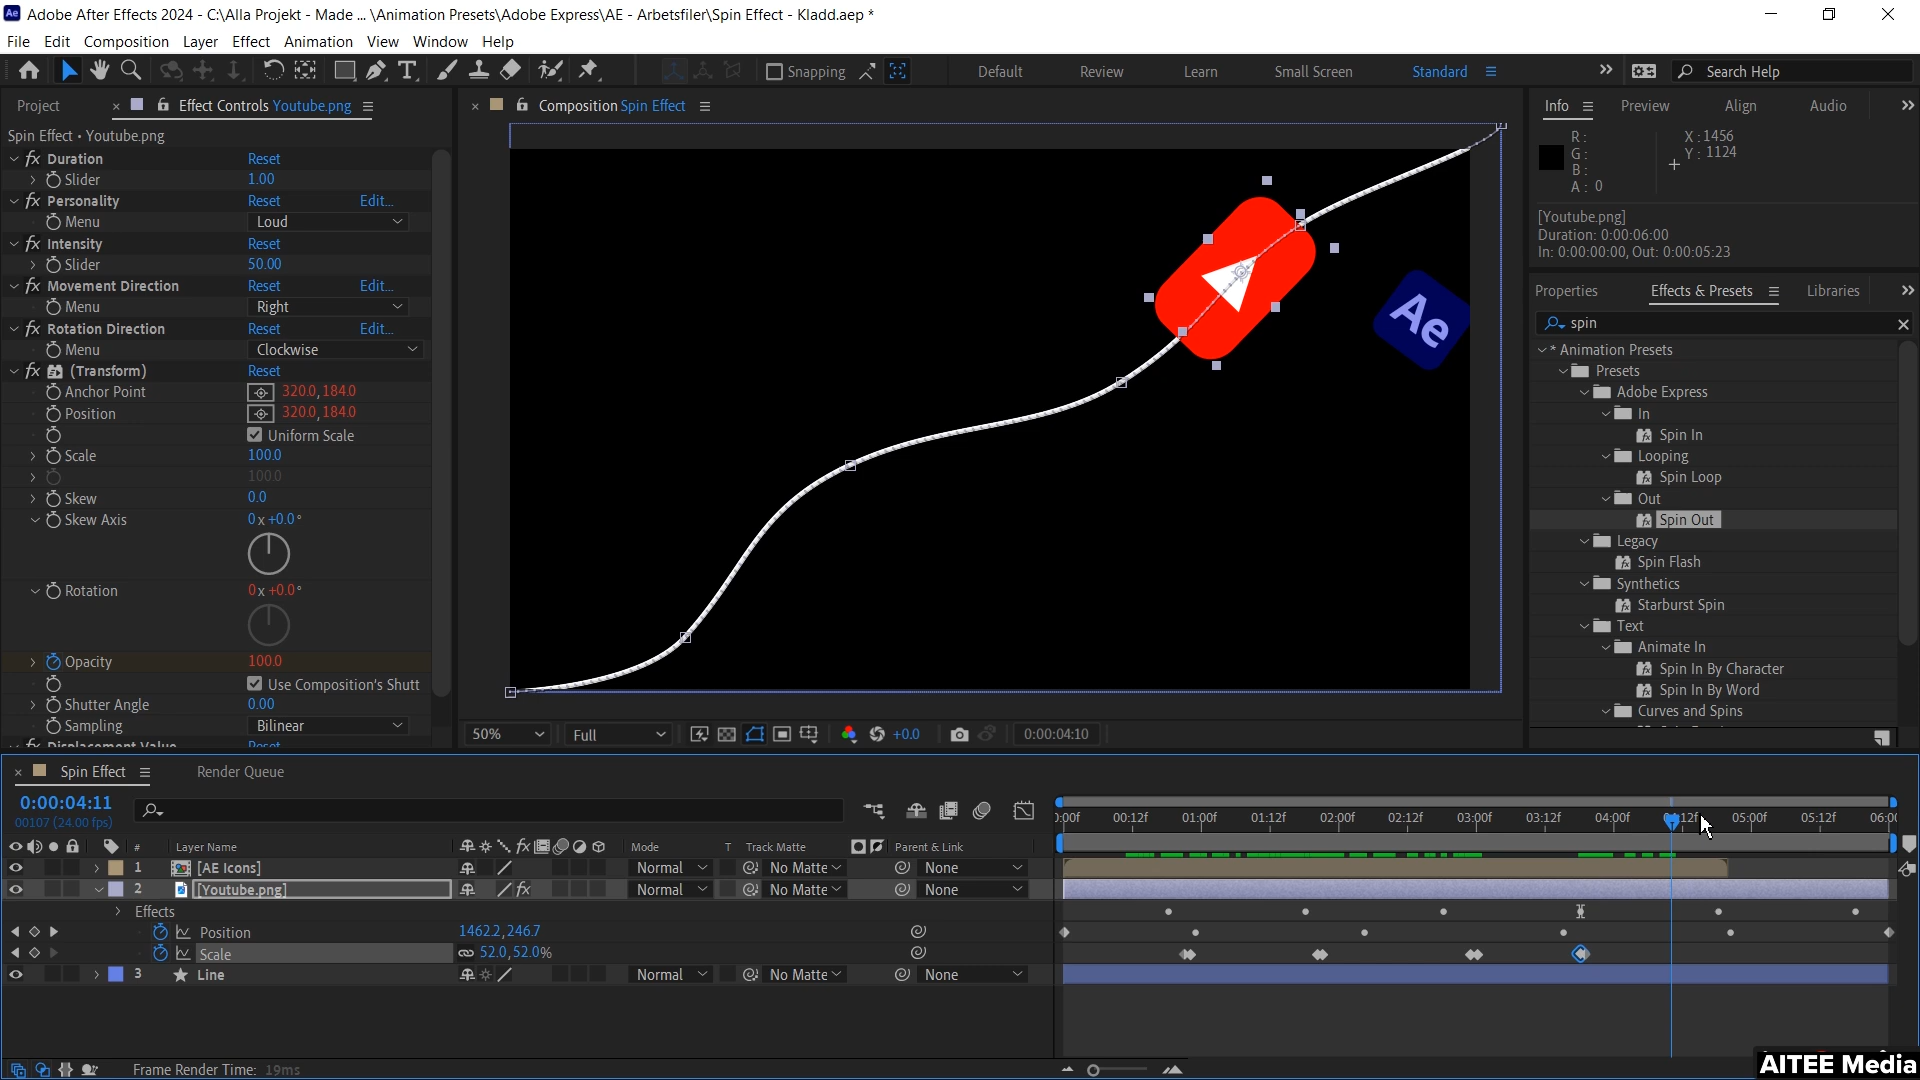 Adobe After Effects 2024 - C:\Alla Projekt - Made ... \Animation Presets\Adobe Express\AE - Arbetsfiler\Spin Effect - Kladd.aep *
File Edit Composition Layer Effect Animation View Window Help
Snapping Default Review Learn Small Screen Standard Search Help
Project Effect Controls Youtube.png Composition Spin Effect Info Preview Align Audio
Spin Effect • Youtube.png
Duration Reset
Slider 1.00
Personality Reset Edit...
Menu Loud
Intensity Reset
Slider 50.00
Movement Direction Reset Edit...
Menu Right
Rotation Direction Reset Edit...
Menu Clockwise
(Transform) Reset
Anchor Point 320.0, 184.0
Position 320.0, 184.0
Uniform Scale
Scale 100.0
100.0
Skew 0.0
Skew Axis 0 x +0.0 °
Rotation 0 x +0.0 °
Opacity 100.0
Use Composition's Shutt
Shutter Angle 0.00
Sampling Bilinear
Displacement Value Reset
Ae
50% Full +0.0 0:00:04:10
R :
G :
B :
A : 0
X : 1456
Y : 1124
[Youtube.png]
Duration: 0:00:06:00
In: 0:00:00:00, Out: 0:00:05:23
Properties Effects & Presets Libraries
spin
* Animation Presets
Presets
Adobe Express
In
Spin In
Looping
Spin Loop
Out
Spin Out
Legacy
Spin Flash
Synthetics
Starburst Spin
Text
Animate In
Spin In By Character
Spin In By Word
Curves and Spins
Spin Effect Render Queue
0:00:04:11
00107 (24.00 fps)
00f 00:12f 01:00f 01:12f 02:00f 02:12f 03:00f 03:12f 04:00f 05:00f 05:12f 06:0
# Layer Name fx Mode T Track Matte Parent & Link
1 [AE Icons] Normal No Matte None
2 [Youtube.png] fx Normal No Matte None
Effects
Position 1462.2, 246.7
Scale 52.0, 52.0%
3 Line Normal No Matte None
Frame Render Time: 19ms
AITEE Media